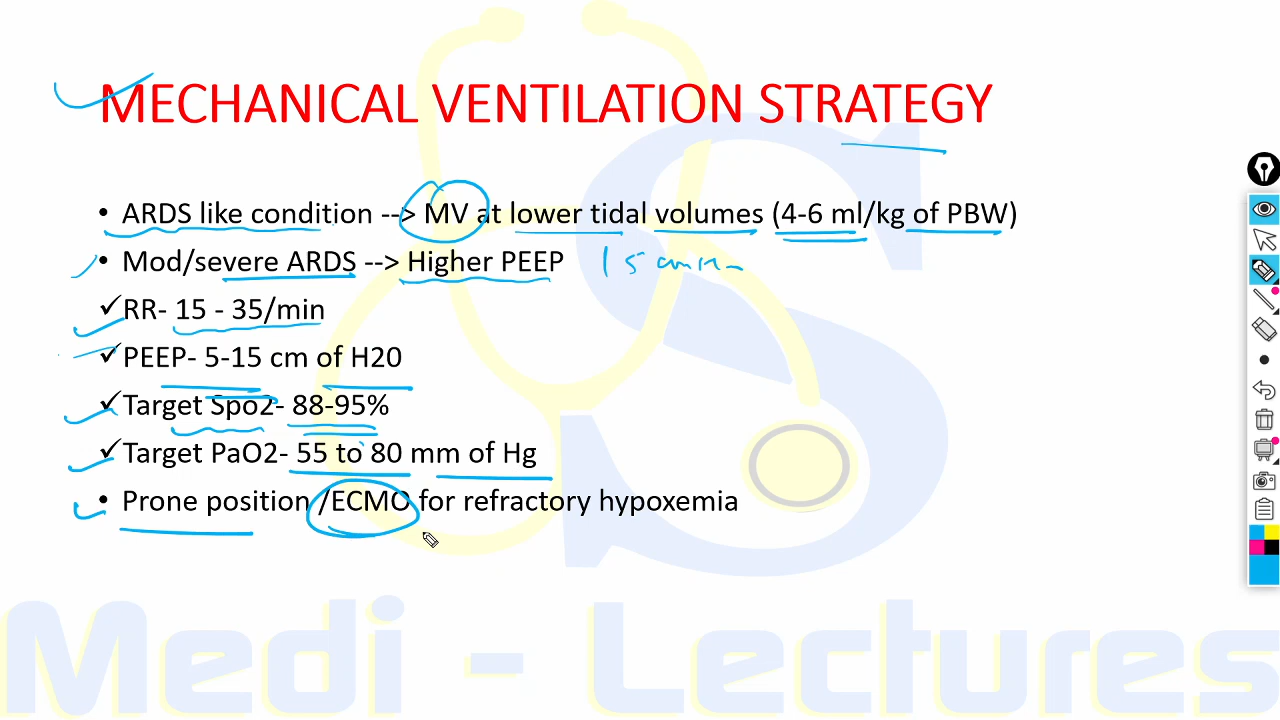 MECHANICAL VENTILATION STRATEGY
• ARDS like condition --> MV at lower tidal volumes (4-6 ml/kg of PBW)
• Mod/severe ARDS --> Higher PEEP 15
✓RR- 15 - 35/min
✓PEEP- 5-15 cm of H20
✓Target Spo2- 88-95%
✓Target PaO2- 55 to 80 mm of Hg
• Prone position /ECMO for refractory hypoxemia
Medi - Lectures